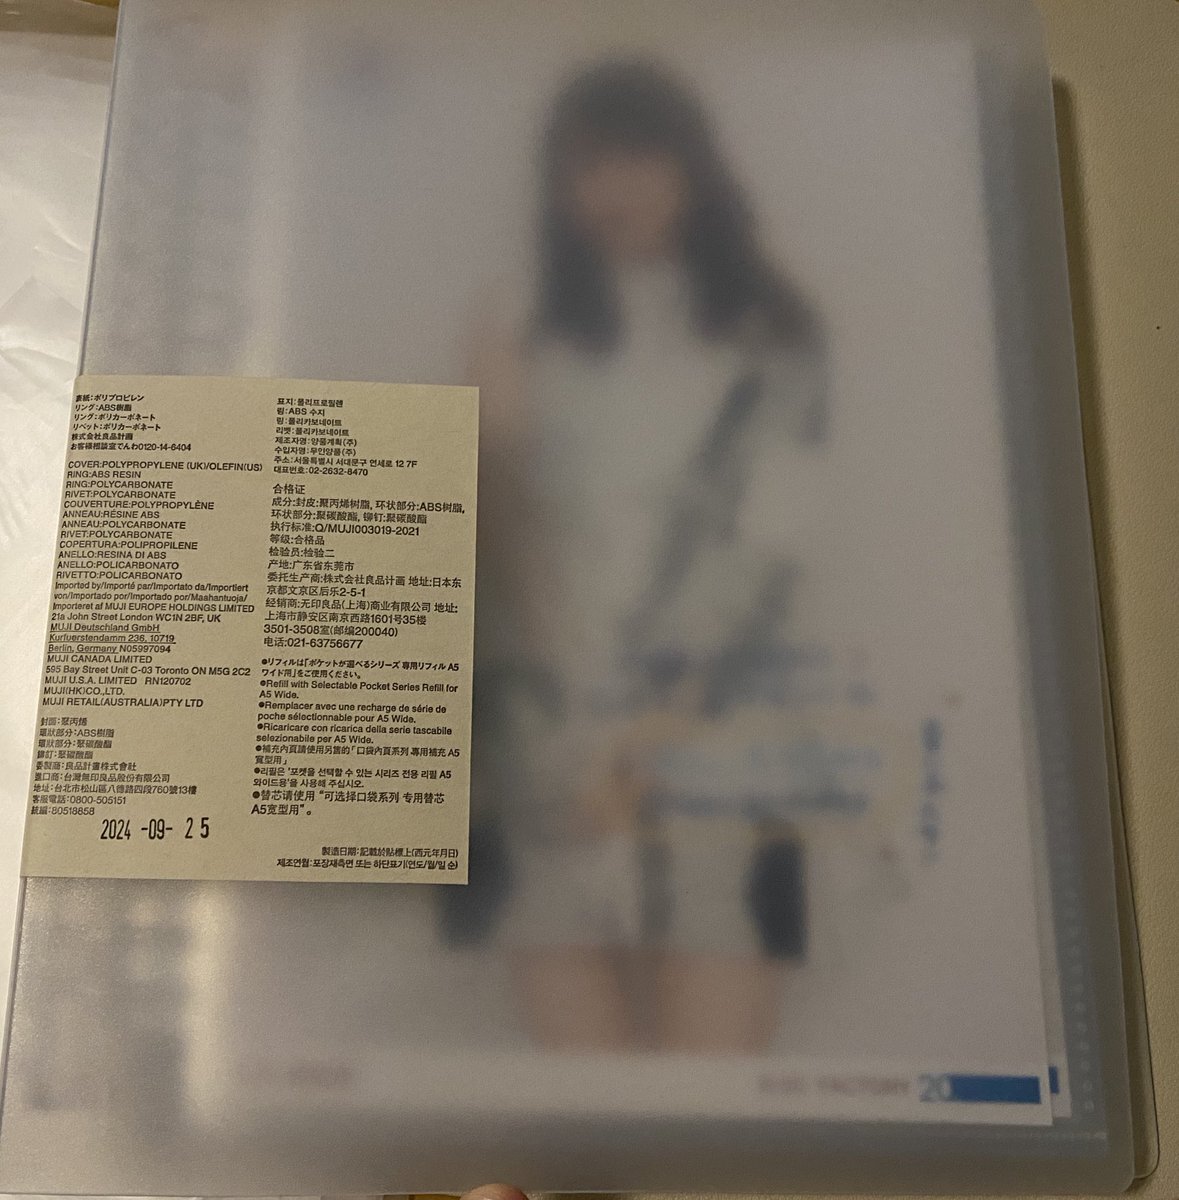 表紙:ポリプロピレン
リング:ABS樹脂
リング:ポリカーボネート
リベット:ポリカーボネート
株式会社良品計画
お客様相談室でんわ0120-14-6404
COVER:POLYPROPYLENE (UK)/OLEFIN(US)
RING:ABS RESIN
RING:POLYCARBONATE
RIVET:POLYCARBONATE
COUVERTURE:POLYPROPYLÈNE
ANNEAU:RÉSINE ABS
ANNEAU:POLYCARBONATE
RIVET:POLYCARBONATE
COPERTURA:POLIPROPILENE
ANELLO:RESINA DI ABS
ANELLO:POLICARBONATO
RIVETTO:POLICARBONATO
Imported by/Importé par/Importato da/Importiert
von/Importado por/Importado por/Maahantuoja/
Importeret af MUJI EUROPE HOLDINGS LIMITED
21a John Street London WC1N 2BF, UK
MUJI Deutschland GmbH
Kurfuerstendamm 236, 10719
Berlin, Germany N05997094
MUJI CANADA LIMITED
595 Bay Street Unit C-03 Toronto ON M5G 2C2
MUJI U.S.A. LIMITED RN120702
MUJI(HK)CO.,LTD.
MUJI RETAIL(AUSTRALIA)PTY LTD
封面:聚丙烯
環狀部分:ABS樹脂
環狀部分:聚碳酸酯
鉚釘:聚碳酸酯
委製商:良品計畫株式會社
進口商:台灣無印良品股份有限公司
地址:台北市松山區八德路四段760號13樓
客服電話:0800-505151
統編:80518858
2024 -09- 25
표지:폴리프로필렌
링:ABS 수지
링:폴리카보네이트
리벳:폴리카보네이트
제조자명:양품계획(주)
수입자명:무인양품(주)
주소:서울특별시 서대문구 연세로 12 7F
대표번호:02-2632-8470
合格证
成分:封皮:聚丙烯树脂, 环状部分:ABS树脂,
环状部分:聚碳酸酯, 铆钉:聚碳酸酯
执行标准:Q/MUJI003019-2021
等级:合格品
检验员:检验二
产地:广东省东莞市
委托生产商:株式会社良品计画 地址:日本东
京都文京区后乐2-5-1
经销商:无印良品(上海)商业有限公司 地址:
上海市静安区南京西路1601号35楼
3501-3508室(邮编200040)
电话:021-63756677
●リフィルは「ポケットが選べるシリーズ 専用リフィル A5
ワイド用」をご使用ください。
●Refill with Selectable Pocket Series Refill for
A5 Wide.
●Remplacer avec une recharge de série de
poche sélectionnable pour A5 Wide.
●Ricaricare con ricarica della serie tascabile
selezionabile per A5 Wide.
●補充內頁請使用另售的「口袋內頁系列 專用補充 A5
寬型用」
●리필은 '포켓을 선택할 수 있는 시리즈 전용 리필 A5
와이드용'을 사용해 주십시오.
●替芯请使用 "可选择口袋系列 专用替芯
A5宽型用" 。
製造日期:記載於貼標上(西元年月日)
제조연월:포장재측면 또는 하단표기(연도/월/일 순)
FACTORY 20